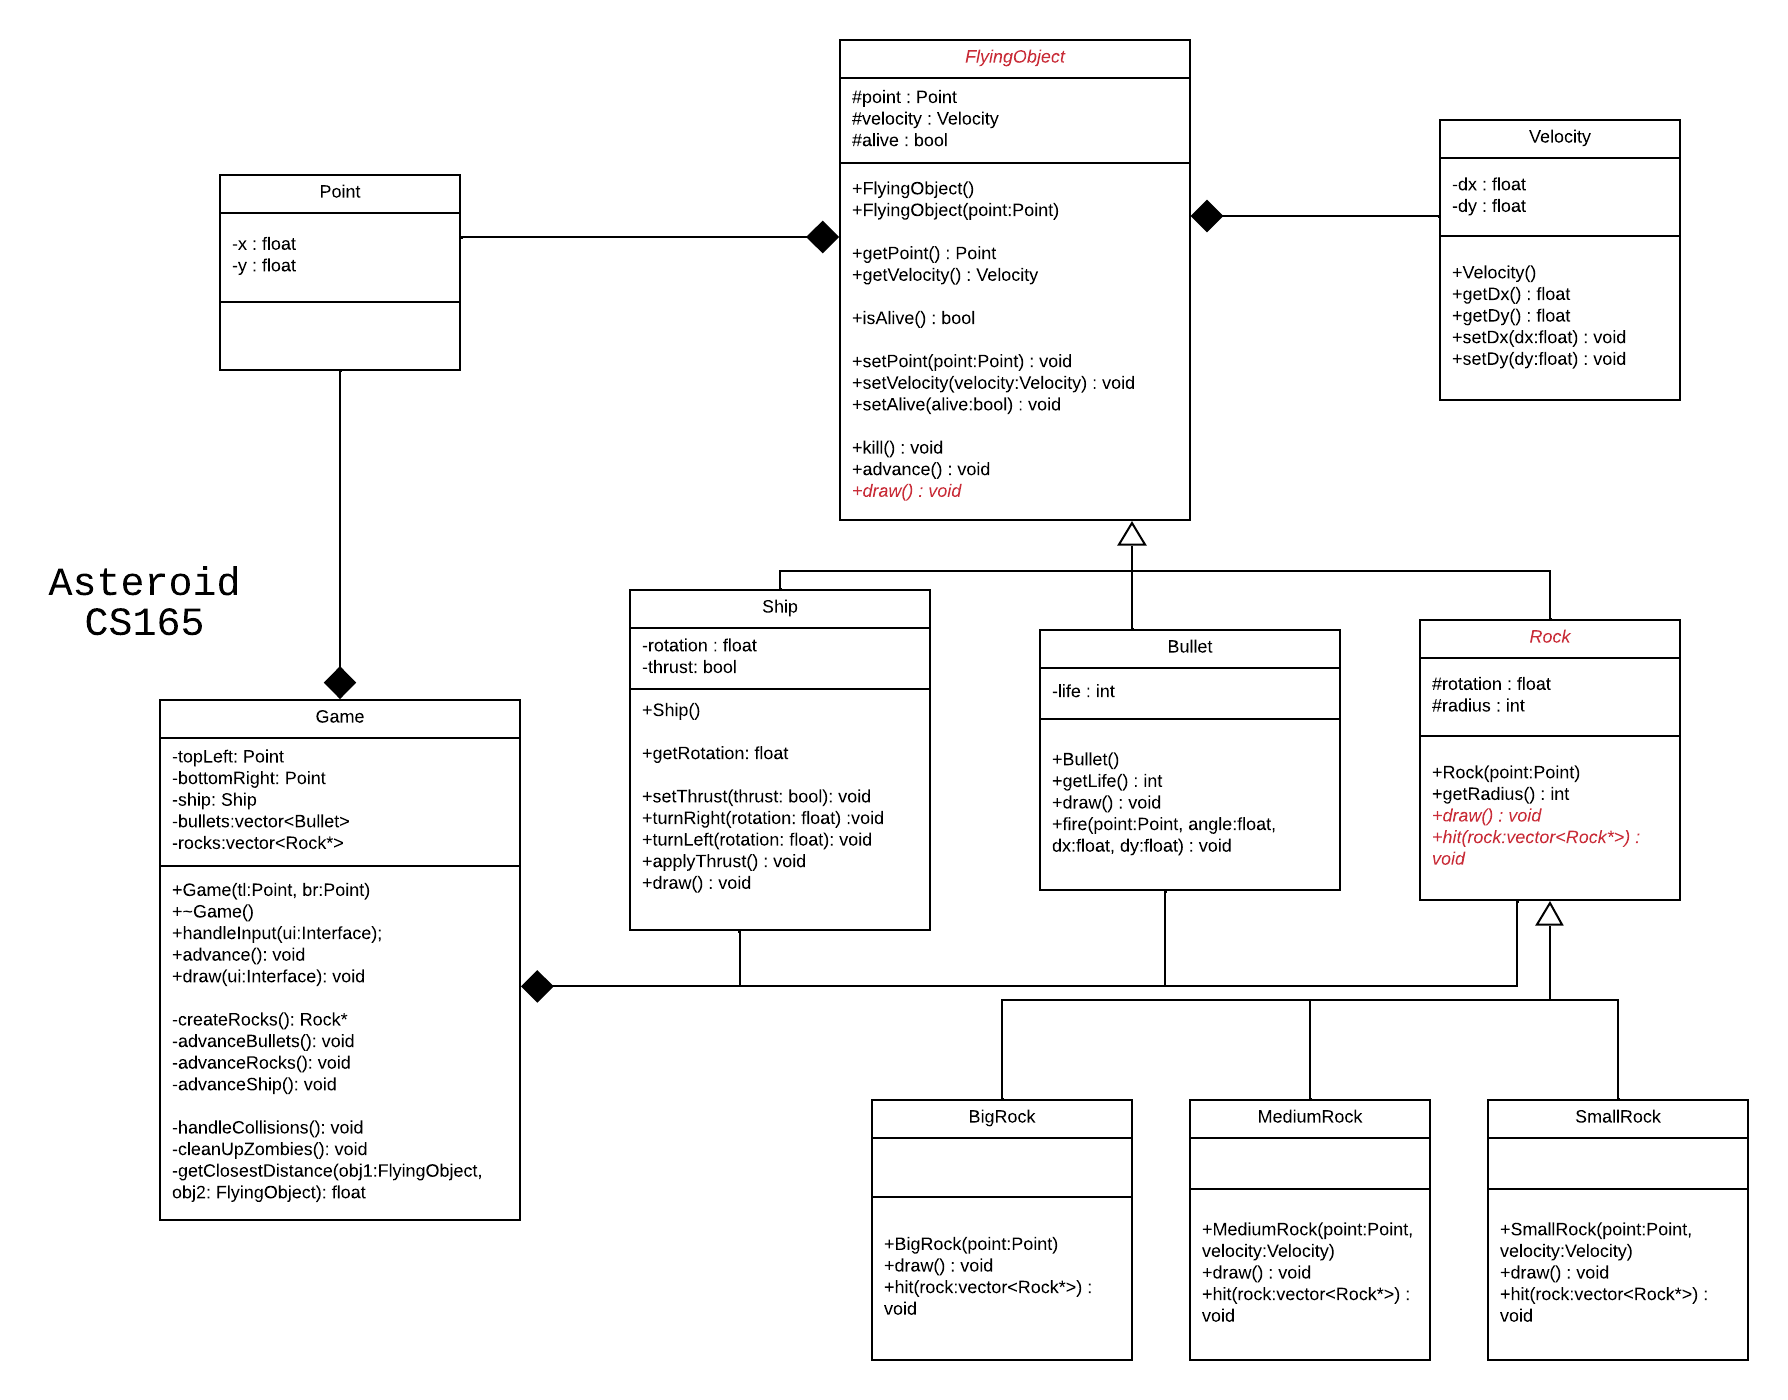 FlyingObject
#point : Point
#velocity : Velocity
#alive : bool
+FlyingObject()
+FlyingObject(point:Point)
+getPoint() : Point
+getVelocity() : Velocity
+isAlive() : bool
+setPoint(point:Point) : void
+setVelocity(velocity:Velocity) : void
+setAlive(alive:bool) : void
+kill() : void
+advance() : void
+draw() : void
Velocity
-dx : float
-dy : float
+Velocity()
+getDx() : float
+getDy() : float
+setDx(dx:float) : void
+setDy(dy:float) : void
Point
-x : float
-y : float
Asteroid
CS165
Game
-topLeft: Point
-bottomRight: Point
-ship: Ship
-bullets:vector<Bullet>
-rocks:vector<Rock*>
+Game(tl:Point, br:Point)
+~Game()
+handleInput(ui:Interface);
+advance(): void
+draw(ui:Interface): void
-createRocks(): Rock*
-advanceBullets(): void
-advanceRocks(): void
-advanceShip(): void
-handleCollisions(): void
-cleanUpZombies(): void
-getClosestDistance(obj1:FlyingObject,
obj2: FlyingObject): float
Ship
-rotation : float
-thrust: bool
+Ship()
+getRotation: float
+setThrust(thrust: bool): void
+turnRight(rotation: float) :void
+turnLeft(rotation: float): void
+applyThrust() : void
+draw() : void
Bullet
-life : int
+Bullet()
+getLife() : int
+draw() : void
+fire(point:Point, angle:float,
dx:float, dy:float) : void
Rock
#rotation : float
#radius : int
+Rock(point:Point)
+getRadius() : int
+draw() : void
+hit(rock:vector<Rock*>) :
void
BigRock
+BigRock(point:Point)
+draw() : void
+hit(rock:vector<Rock*>) :
void
MediumRock
+MediumRock(point:Point,
velocity:Velocity)
+draw() : void
+hit(rock:vector<Rock*>) :
void
SmallRock
+SmallRock(point:Point,
velocity:Velocity)
+draw() : void
+hit(rock:vector<Rock*>) :
void